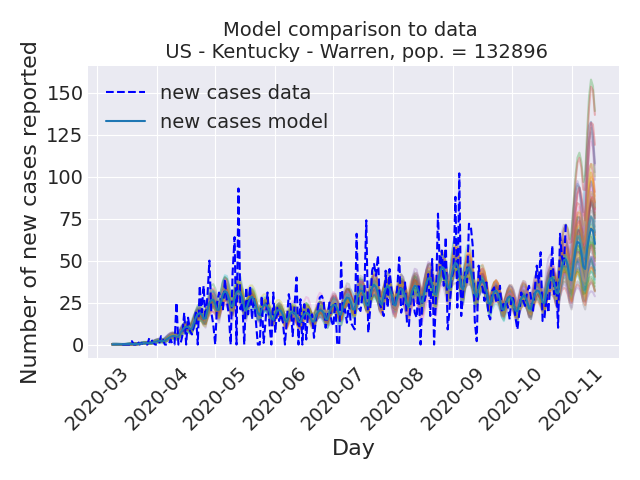 Model comparison to data
US - Kentucky - Warren, pop. = 132896
Number of new cases reported
150
125
100
75
50
25
0
new cases data
new cases model
2020-03
2020-04
2020-05
2020-06
2020-07
2020-08
2020-09
2020-10
2020-11
Day